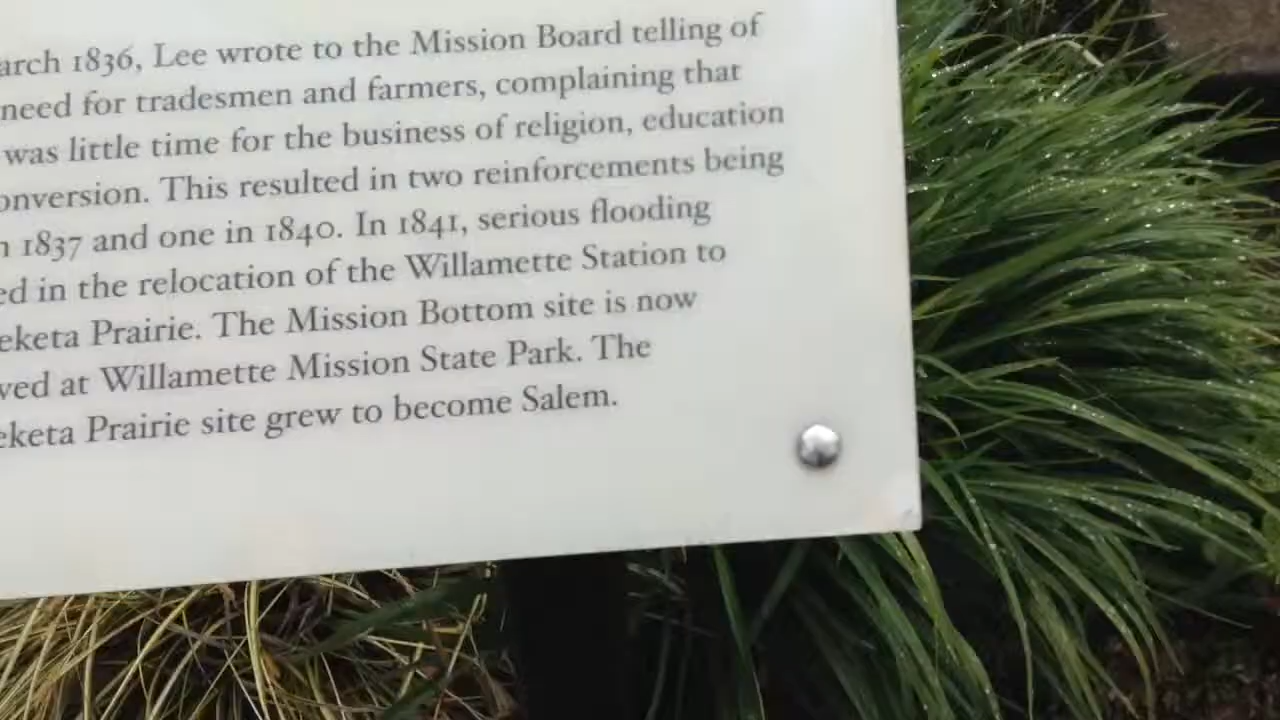 arch 1836, Lee wrote to the Mission Board telling of
need for tradesmen and farmers, complaining that
was little time for the business of religion, education
onversion. This resulted in two reinforcements being
n 1837 and one in 1840. In 1841, serious flooding
ed in the relocation of the Willamette Station to
eketa Prairie. The Mission Bottom site is now
ved at Willamette Mission State Park. The
eketa Prairie site grew to become Salem.